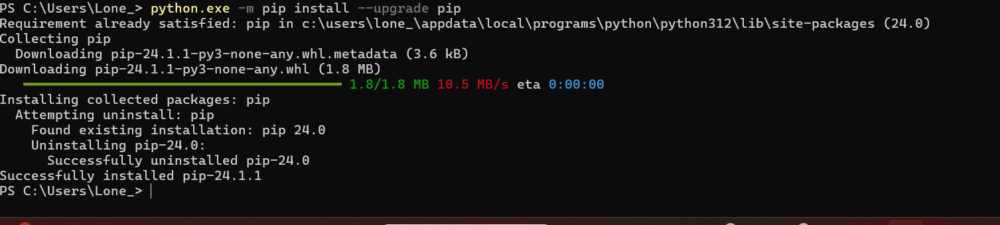 PS C:\Users\Lone_> python.exe -m pip install --upgrade pip
Requirement already satisfied: pip in c:\users\lone_\appdata\local\programs\python\python312\lib\site-packages (24.0)
Collecting pip
  Downloading pip-24.1.1-py3-none-any.whl.metadata (3.6 kB)
Downloading pip-24.1.1-py3-none-any.whl (1.8 MB)
1.8/1.8 MB 10.5 MB/s eta 0:00:00
Installing collected packages: pip
  Attempting uninstall: pip
    Found existing installation: pip 24.0
    Uninstalling pip-24.0:
      Successfully uninstalled pip-24.0
Successfully installed pip-24.1.1
PS C:\Users\Lone_>